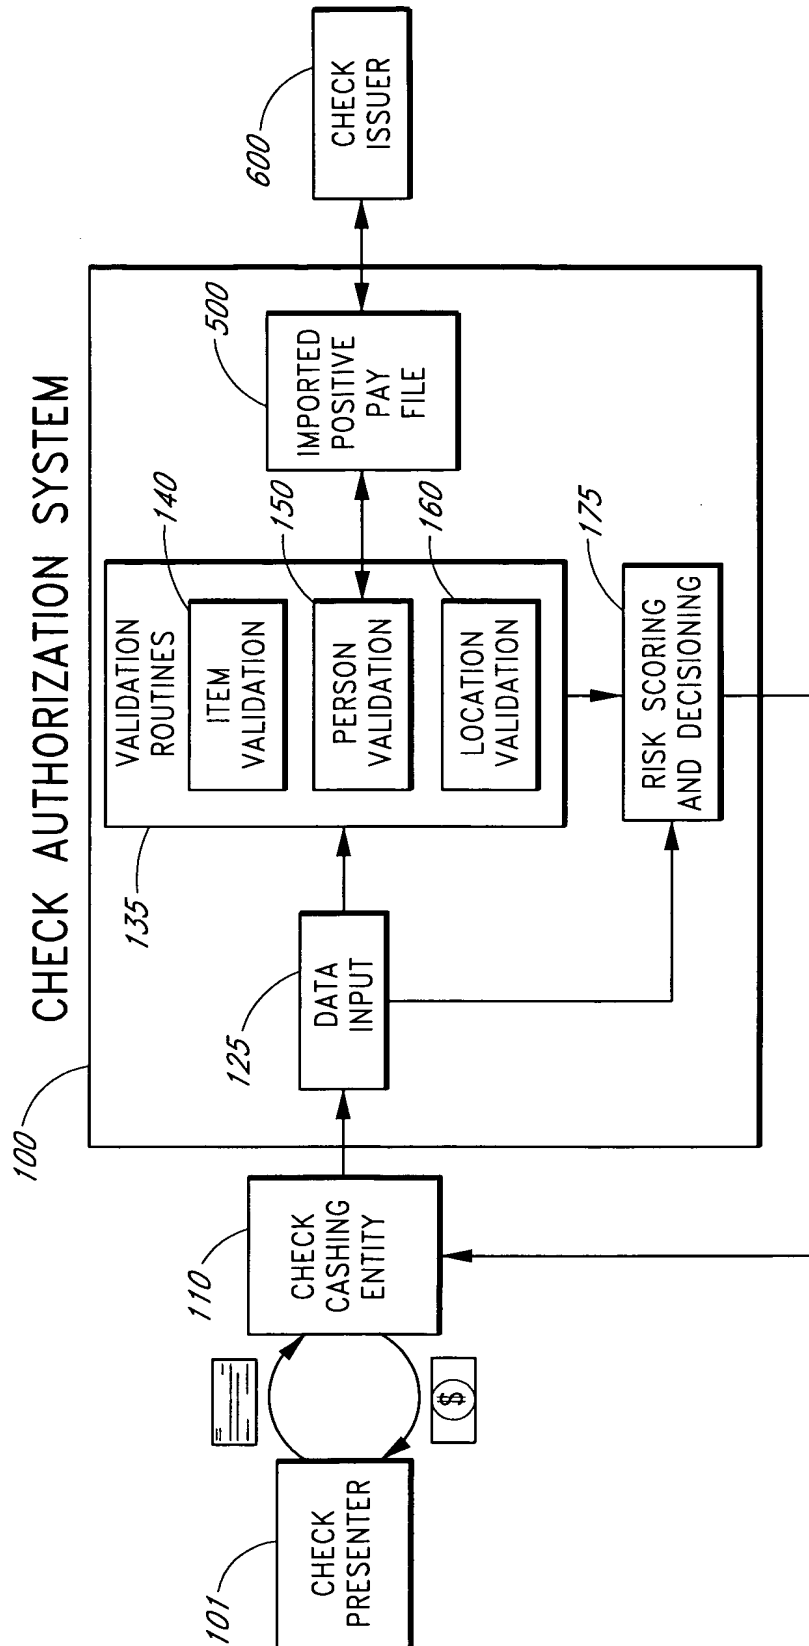 CHECK AUTHORIZATION SYSTEM
101
CHECK
PRESENTER
$
110
CHECK
CASHING
ENTITY
100
125
DATA
INPUT
135
VALIDATION
ROUTINES
140
ITEM
VALIDATION
150
PERSON
VALIDATION
160
LOCATION
VALIDATION
175
RISK SCORING
AND DECISIONING
500
IMPORTED
POSITIVE
PAY
FILE
600
CHECK
ISSUER